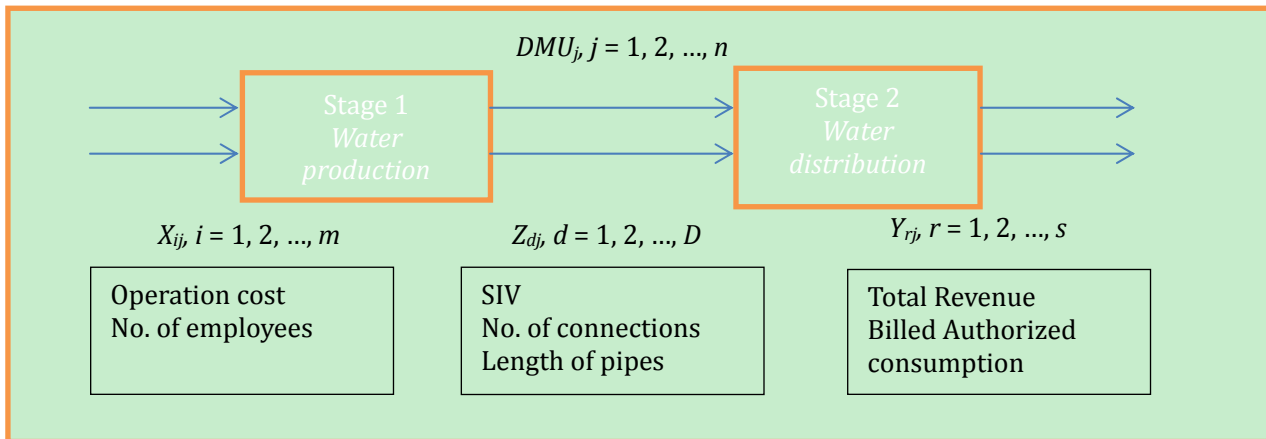 DMUj, j = 1, 2, ..., n
Stage 1
Water
production
Stage 2
Water
distribution
Xij, i = 1, 2, ..., m
Zdj, d = 1, 2, ..., D
Yrj, r = 1, 2, ..., s
Operation cost
No. of employees
SIV
No. of connections
Length of pipes
Total Revenue
Billed Authorized
consumption